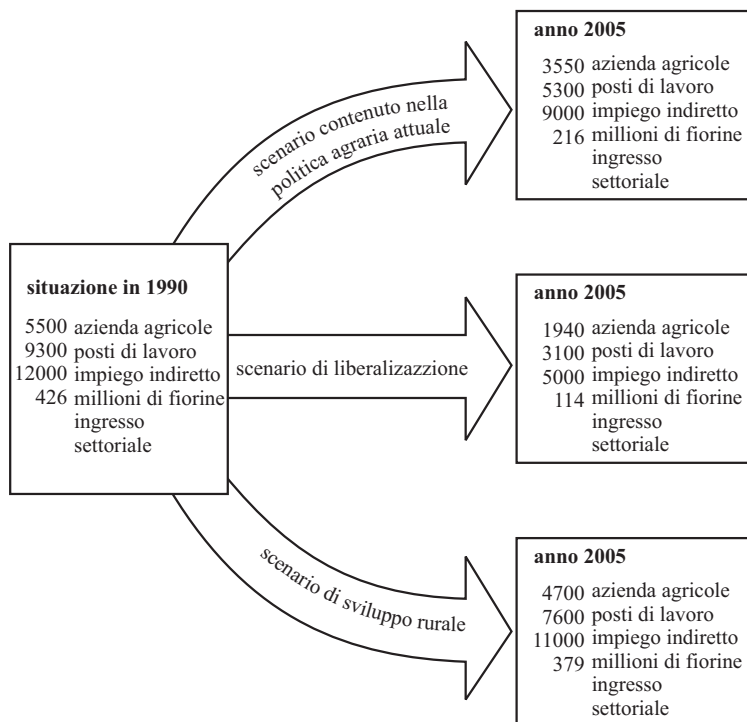 situazione in 1990
5500 azienda agricole
9300 posti di lavoro
12000 impiego indiretto
426 millioni di fiorine
ingresso
settoriale
scenario contenuto nella
politica agraria attuale
anno 2005
3550 azienda agricole
5300 posti di lavoro
9000 impiego indiretto
216 millioni di fiorine
ingresso
settoriale
scenario di liberalizazzione
anno 2005
1940 azienda agricole
3100 posti di lavoro
5000 impiego indiretto
114 millioni di fiorine
ingresso
settoriale
scenario di sviluppo rurale
anno 2005
4700 azienda agricole
7600 posti di lavoro
11000 impiego indiretto
379 millioni di fiorine
ingresso
settoriale